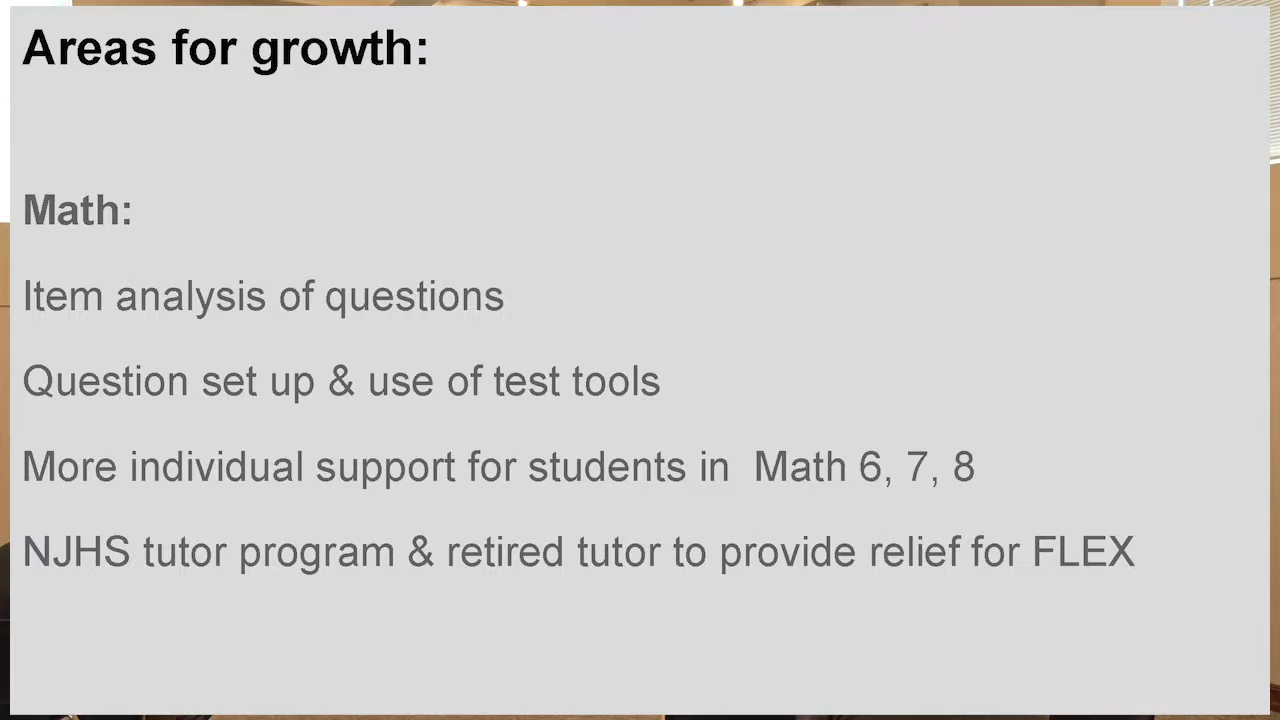 Areas for growth:
Math:
Item analysis of questions
Question set up & use of test tools
More individual support for students in  Math 6, 7, 8
NJHS tutor program & retired tutor to provide relief for FLEX